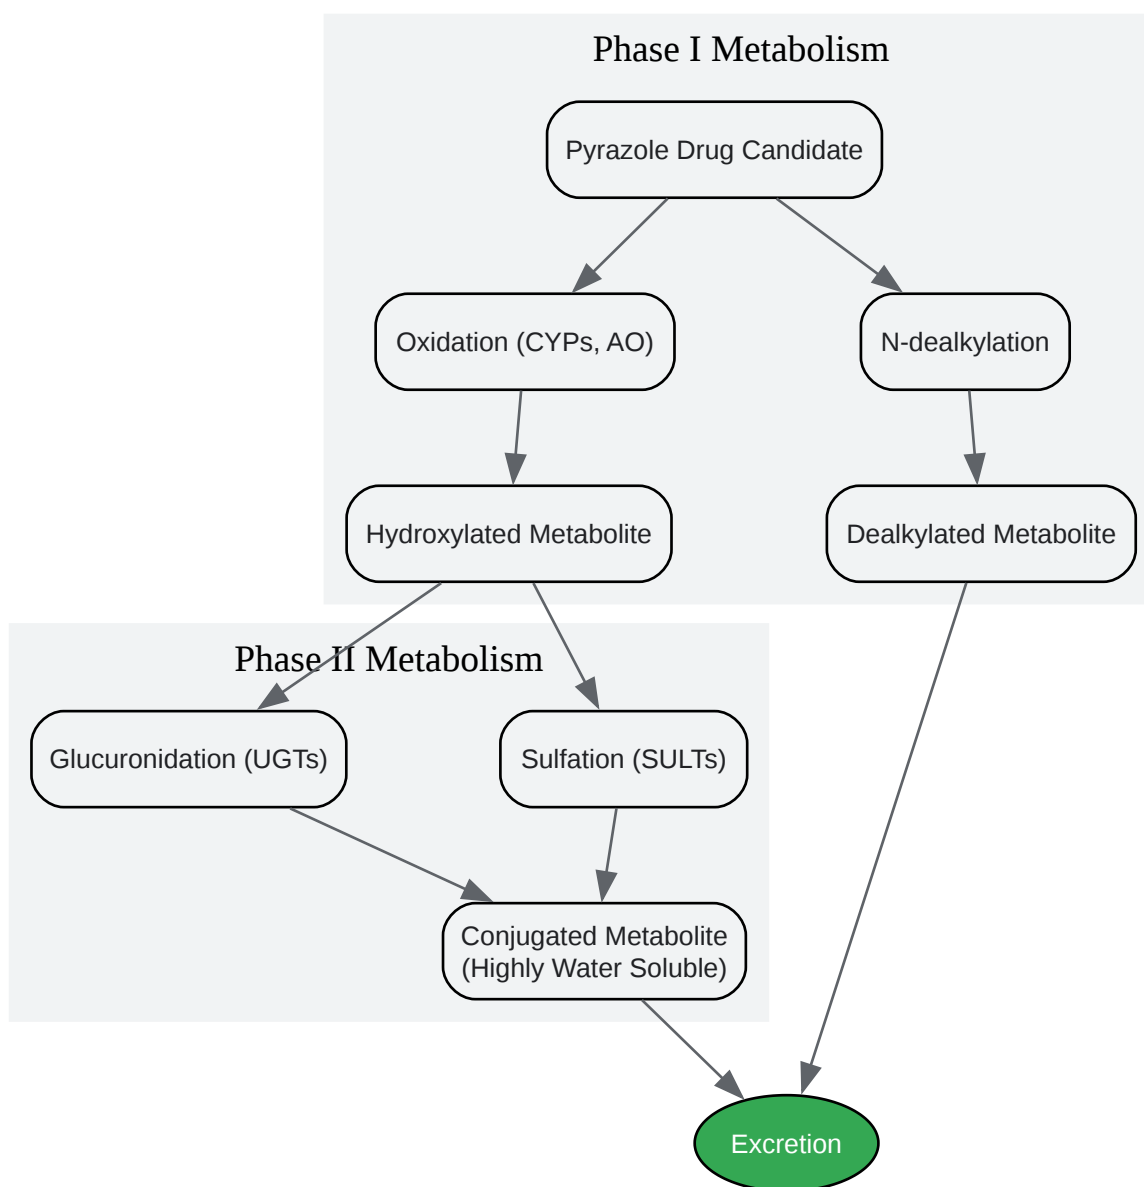 Phase I Metabolism
Pyrazole Drug Candidate
Oxidation (CYPs, AO)
N-dealkylation
Hydroxylated Metabolite
Dealkylated Metabolite
Phase II Metabolism
Glucuronidation (UGTs)
Sulfation (SULTs)
Conjugated Metabolite
(Highly Water Soluble)
Excretion